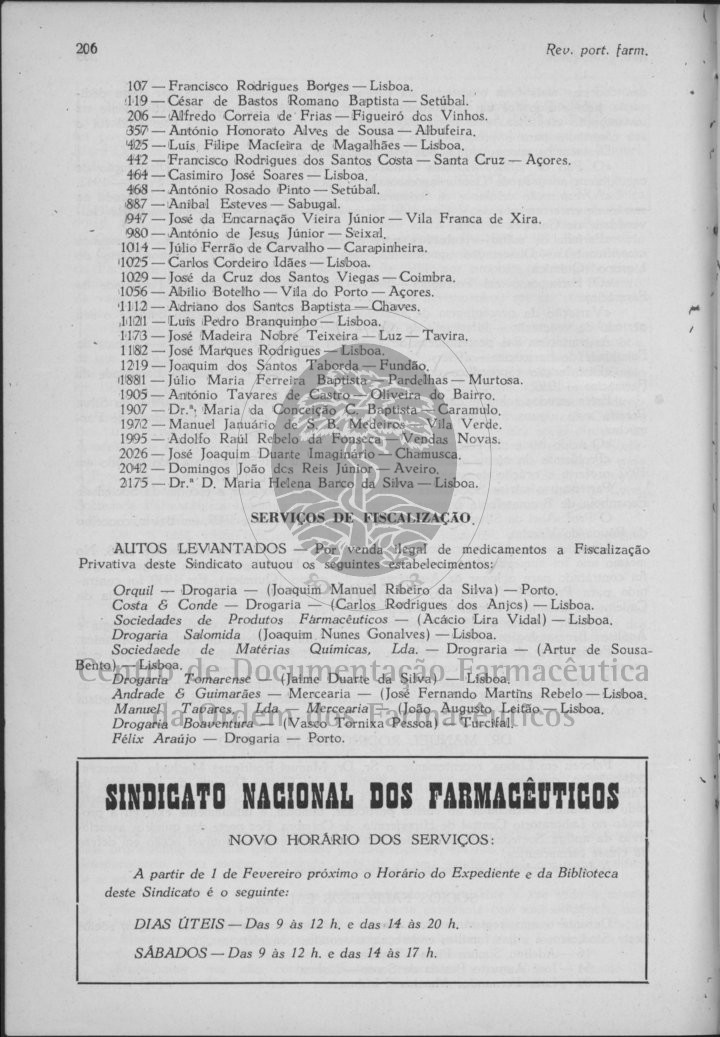 206
Rev. port. farm.
107 — Francisco Rodrigues Borges — Lisboa.
119 — César de Bastos Romano Baptista — Setúbal.
206 — Alfredo Correia de Frias — Figueiró dos Vinhos.
357 — António Honorato Alves de Sousa — Albufeira.
425 — Luís Filipe Macieira de Magalhães — Lisboa.
442 — Francisco Rodrigues dos Santos Costa — Santa Cruz — Açores.
464 — Casimiro José Soares — Lisboa.
468 — António Rosado Pinto — Setúbal.
887 — Aníbal Esteves — Sabugal.
947 — José da Encarnação Vieira Júnior — Vila Franca de Xira.
980 — António de Jesus Júnior — Seixal.
1014 — Júlio Ferrão de Carvalho — Carapinheira.
1025 — Carlos Cordeiro Idães — Lisboa.
1029 — José da Cruz dos Santos Viegas — Coimbra.
1056 — Abílio Botelho — Vila do Porto — Açores.
1112 — Adriano dos Santos Baptista — Chaves.
1121 — Luís Pedro Branquinho — Lisboa.
1173 — José Madeira Nobre Teixeira — Luz — Tavira.
1182 — José Marques Rodrigues — Lisboa.
1219 — Joaquim dos Santos Taborda — Fundão.
1881 — Júlio Maria Ferreira Baptista — Pardelhas — Murtosa.
1905 — António Tavares de Castro — Oliveira do Bairro.
1907 — Dr.ª Maria da Conceição C. Baptista — Caramulo.
1972 — Manuel Januário de S. B. Medeiros — Vila Verde.
1995 — Adolfo Raúl Rebelo da Fonseca — Vendas Novas.
2026 — José Joaquim Duarte Imaginário — Chamusca.
2042 — Domingos João dos Reis Júnior — Aveiro.
2175 — Dr.ª D. Maria Helena Barco da Silva — Lisboa.
SERVIÇOS DE FISCALIZAÇÃO.
AUTOS LEVANTADOS — Por venda ilegal de medicamentos a Fiscalização
Privativa deste Sindicato autuou os seguintes estabelecimentos:
Orquil — Drogaria — (Joaquim Manuel Ribeiro da Silva) — Porto.
Costa & Conde — Drogaria — (Carlos Rodrigues dos Anjos) — Lisboa.
Sociedades de Produtos Fármacêuticos — (Acácio Lira Vidal) — Lisboa.
Drogaria Salomida (Joaquim Nunes Gonalves) — Lisboa.
Sociedaede de Matérias Químicas, Lda. — Drograria — (Artur de Sousa-
Bento) — Lisboa.
Drogaria Tomarense — (Jaime Duarte da Silva) — Lisboa.
Andrade & Guimarães — Mercearia — (José Fernando Martins Rebelo — Lisboa.
Manuel Tavares, Lda — Mercearia — (João Augusto Leitão — Lisboa.
Drogaria Boaventura — (Vasco Tornixa Pessoa) — Turcifal.
Félix Araújo — Drogaria — Porto.
Centro de Documentação Farmacêutica
da Ordem dos Farmacêuticos
SINDICATO NACIONAL DOS FARMACÊUTICOS
NOVO HORÁRIO DOS SERVIÇOS:
A partir de 1 de Fevereiro próximo o Horário do Expediente e da Biblioteca
deste Sindicato é o seguinte:
DIAS ÚTEIS — Das 9 às 12 h. e das 14 às 20 h.
SÁBADOS — Das 9 às 12 h. e das 14 às 17 h.